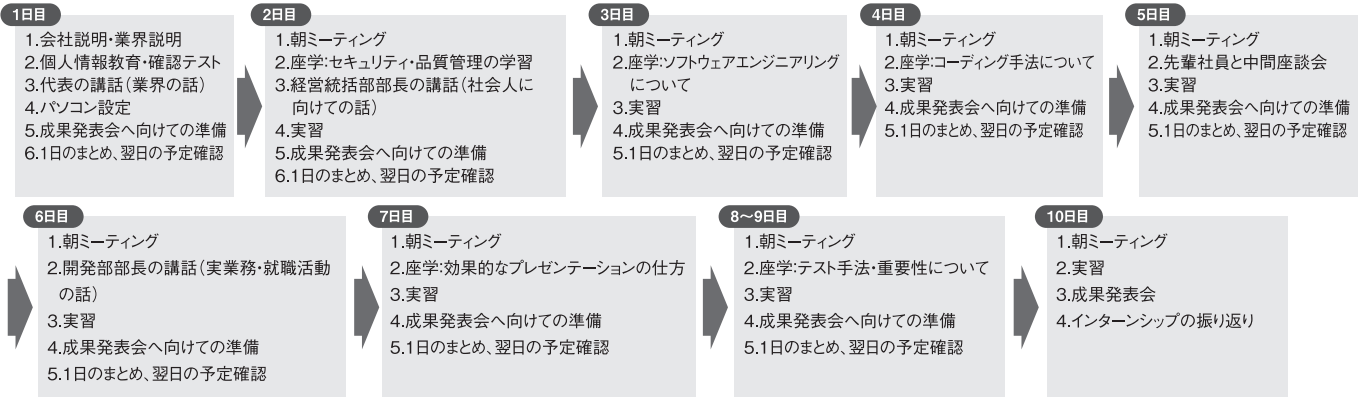 1日目
1.会社説明・業界説明
2.個人情報教育・確認テスト
3.代表の講話(業界の話)
4.パソコン設定
5.成果発表会へ向けての準備
6.1日のまとめ、翌日の予定確認
2日目
1.朝ミーティング
2.座学:セキュリティ・品質管理の学習
3.経営統括部部長の講話(社会人に
向けての話)
4.実習
5.成果発表会へ向けての準備
6.1日のまとめ、翌日の予定確認
3日目
1.朝ミーティング
2.座学:ソフトウェアエンジニアリング
について
3.実習
4.成果発表会へ向けての準備
5.1日のまとめ、翌日の予定確認
4日目
1.朝ミーティング
2.座学:コーディング手法について
3.実習
4.成果発表会へ向けての準備
5.1日のまとめ、翌日の予定確認
5日目
1.朝ミーティング
2.先輩社員と中間座談会
3.実習
4.成果発表会へ向けての準備
5.1日のまとめ、翌日の予定確認
6日目
1.朝ミーティング
2.開発部部長の講話(実業務・就職活動
の話)
3.実習
4.成果発表会へ向けての準備
5.1日のまとめ、翌日の予定確認
7日目
1.朝ミーティング
2.座学:効果的なプレゼンテーションの仕方
3.実習
4.成果発表会へ向けての準備
5.1日のまとめ、翌日の予定確認
8〜9日目
1.朝ミーティング
2.座学:テスト手法・重要性について
3.実習
4.成果発表会へ向けての準備
5.1日のまとめ、翌日の予定確認
10日目
1.朝ミーティング
2.実習
3.成果発表会
4.インターンシップの振り返り